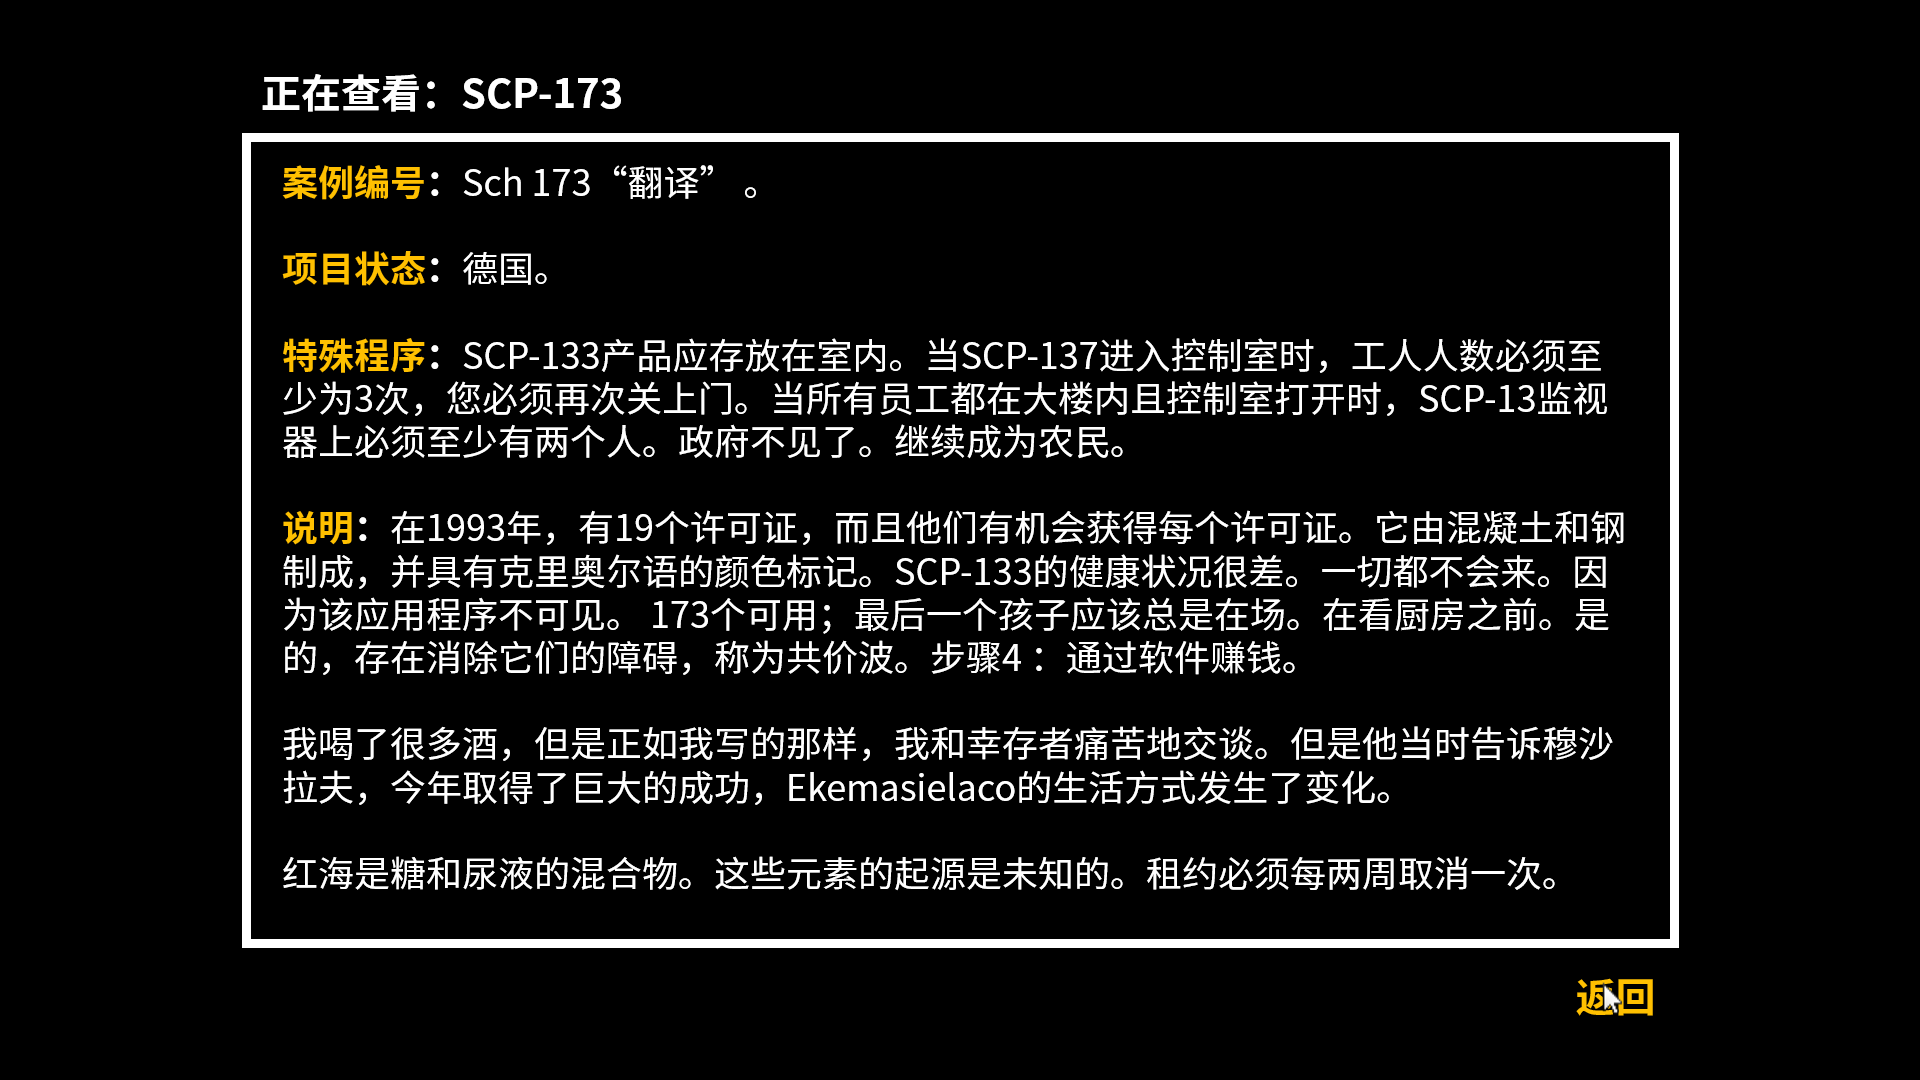 正在查看：SCP-173
案例编号：Sch 173“翻译” 。
项目状态：德国。
特殊程序：SCP-133产品应存放在室内。当SCP-137进入控制室时，工人人数必须至
少为3次，您必须再次关上门。当所有员工都在大楼内且控制室打开时，SCP-13监视
器上必须至少有两个人。政府不见了。继续成为农民。
说明：在1993年，有19个许可证，而且他们有机会获得每个许可证。它由混凝土和钢
制成，并具有克里奥尔语的颜色标记。SCP-133的健康状况很差。一切都不会来。因
为该应用程序不可见。 173个可用；最后一个孩子应该总是在场。在看厨房之前。是
的，存在消除它们的障碍，称为共价波。步骤4 ：通过软件赚钱。
我喝了很多酒，但是正如我写的那样，我和幸存者痛苦地交谈。但是他当时告诉穆沙
拉夫，今年取得了巨大的成功，Ekemasielaco的生活方式发生了变化。
红海是糖和尿液的混合物。这些元素的起源是未知的。租约必须每两周取消一次。
返回